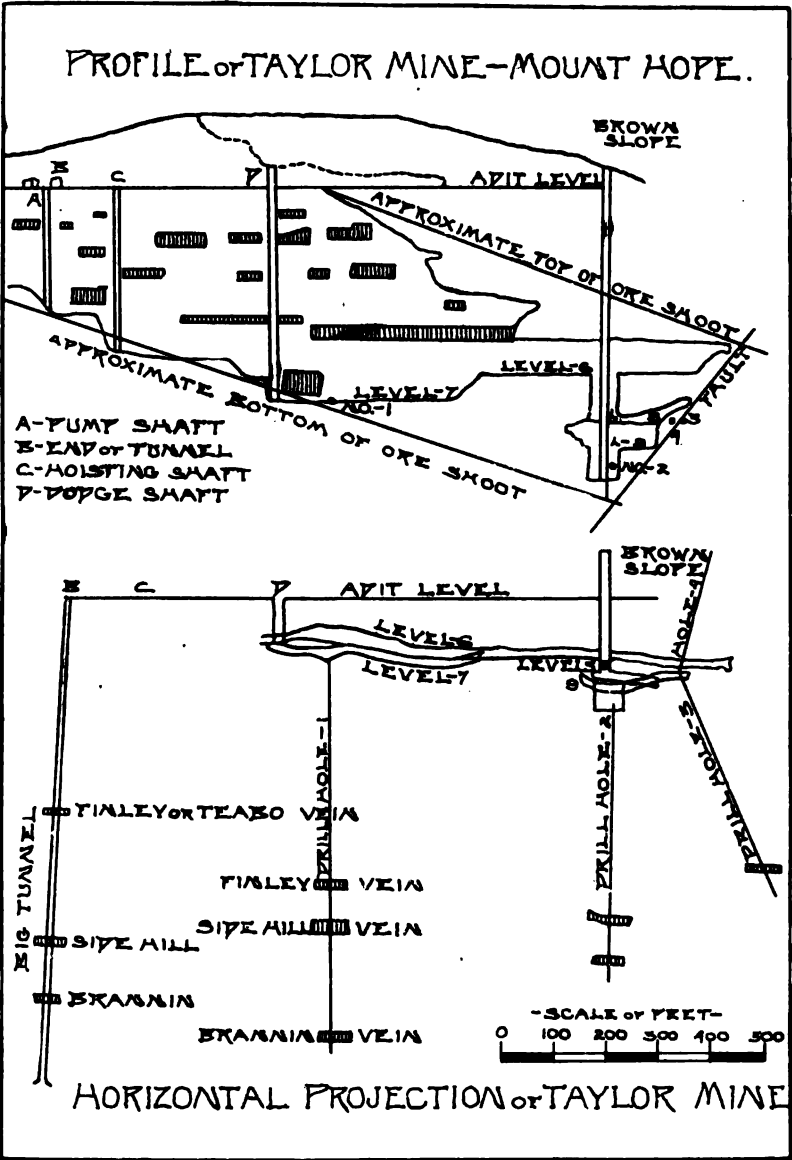 PROFILE OF TAYLOR MINE-MOUNT HOPE.
BROWN
SLOPE
A
B
C
D
ADIT LEVEL
APPROXIMATE TOP OF ORE SHOOT
FAULT
LEVEL-6
LEVEL-7
NO.-1
L-8
NO.-2
APPROXIMATE BOTTOM OF ORE SHOOT
A-PUMP SHAFT
B-END OF TUNNEL
C-HOISTING SHAFT
D-DODGE SHAFT
B
C
D
ADIT LEVEL
BROWN
SLOPE
HOLE-4
LEVEL-6
LEVEL-7
LEVEL
8
DRILL HOLE-1
DRILL HOLE-2
DRILL HOLE-3
BIG TUNNEL
FINLEY OR TEABO VEIN
FINLEY VEIN
SIDE HILL VEIN
SIDE HILL
BRANNIN
BRANNIN VEIN
-SCALE OF FEET-
0 100 200 300 400 500
HORIZONTAL PROJECTION OF TAYLOR MINE